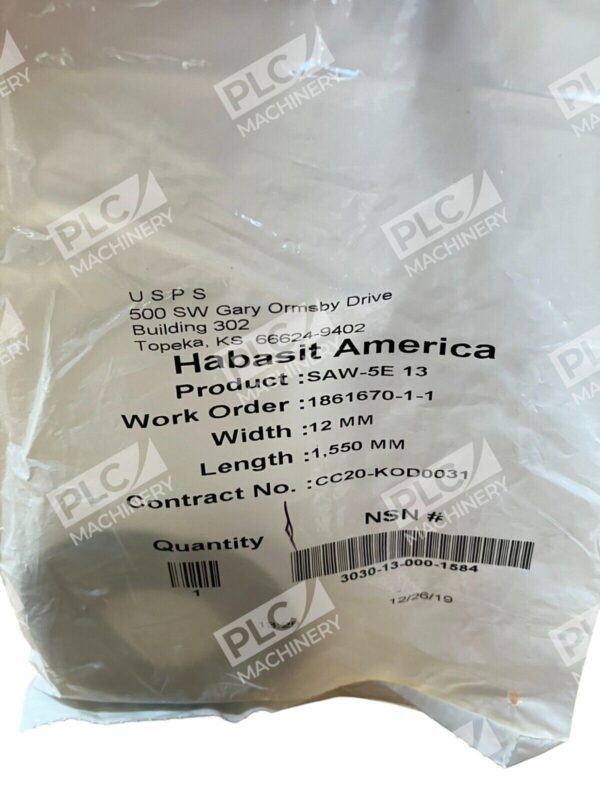 PLC MACHINERY
U S P S
500 SW Gary Ormsby Drive
Building 302
Topeka, KS 66624-9402
Habasit America
Product :SAW-5E 13
Work Order :1861670-1-1
Width :12 MM
Length :1,550 MM
Contract No. :CC20-KOD0031
NSN #
Quantity
1
3030-13-000-1584
12/26/19